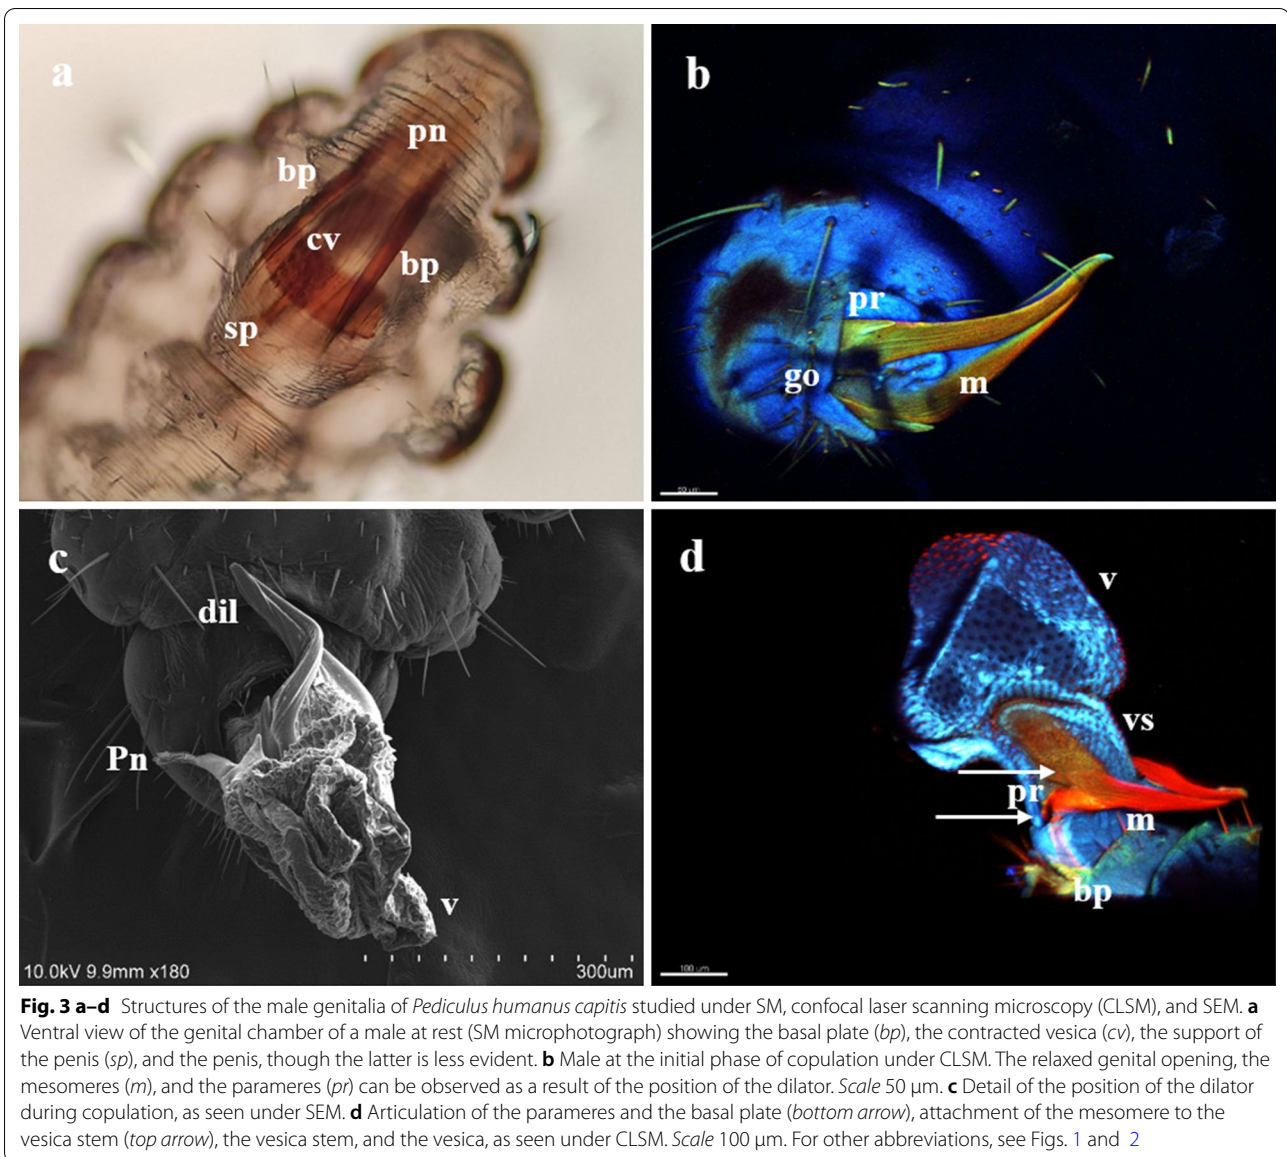 a
pn
bp
cv
bp
sp
b
pr
go
m
50 µm
c
dil
Pn
v
10.0kV 9.9mm x180
300um
d
v
vs
pr
m
bp
100 µm
Fig. 3 a–d Structures of the male genitalia of Pediculus humanus capitis studied under SM, confocal laser scanning microscopy (CLSM), and SEM. a
Ventral view of the genital chamber of a male at rest (SM microphotograph) showing the basal plate (bp), the contracted vesica (cv), the support of
the penis (sp), and the penis, though the latter is less evident. b Male at the initial phase of copulation under CLSM. The relaxed genital opening, the
mesomeres (m), and the parameres (pr) can be observed as a result of the position of the dilator. Scale 50 µm. c Detail of the position of the dilator
during copulation, as seen under SEM. d Articulation of the parameres and the basal plate (bottom arrow), attachment of the mesomere to the
vesica stem (top arrow), the vesica stem, and the vesica, as seen under CLSM. Scale 100 µm. For other abbreviations, see Figs. 1 and 2